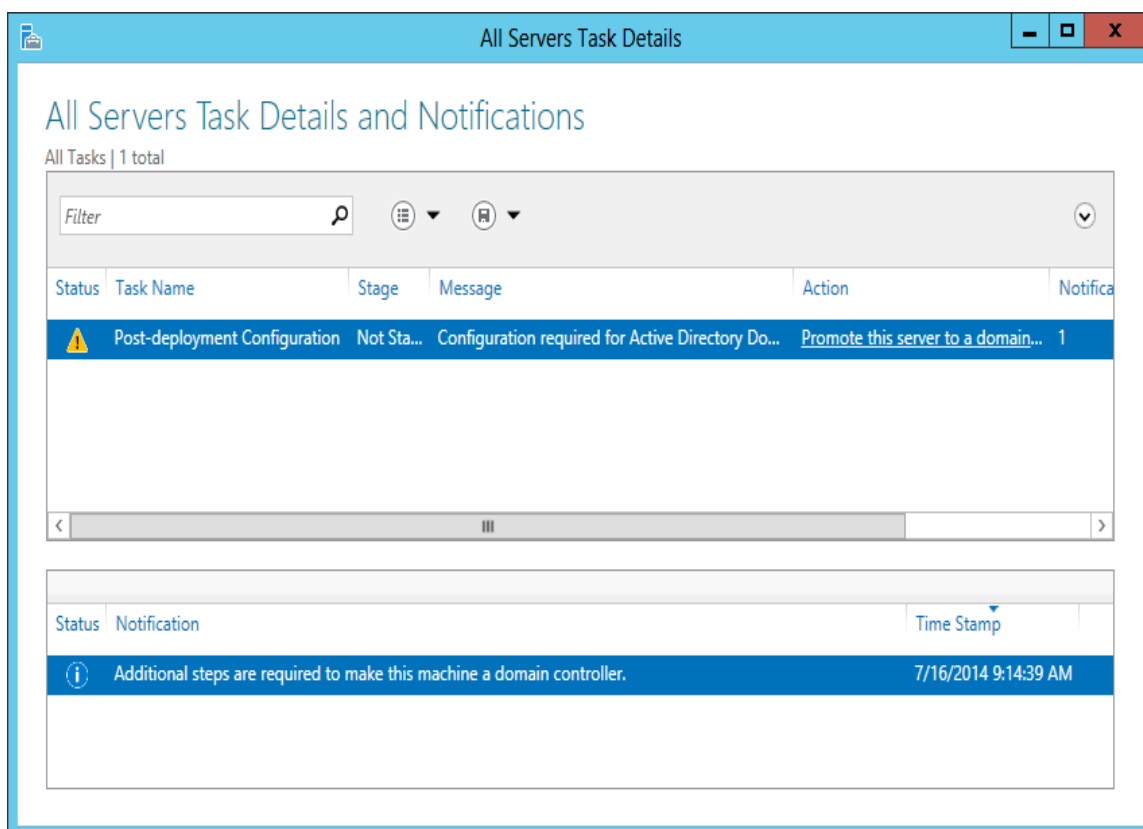 All Servers Task Details
All Servers Task Details and Notifications
All Tasks | 1 total
Filter
Status Task Name Stage Message Action Notifica
Post-deployment Configuration Not Sta... Configuration required for Active Directory Do... Promote this server to a domain... 1
Status Notification Time Stamp
Additional steps are required to make this machine a domain controller. 7/16/2014 9:14:39 AM